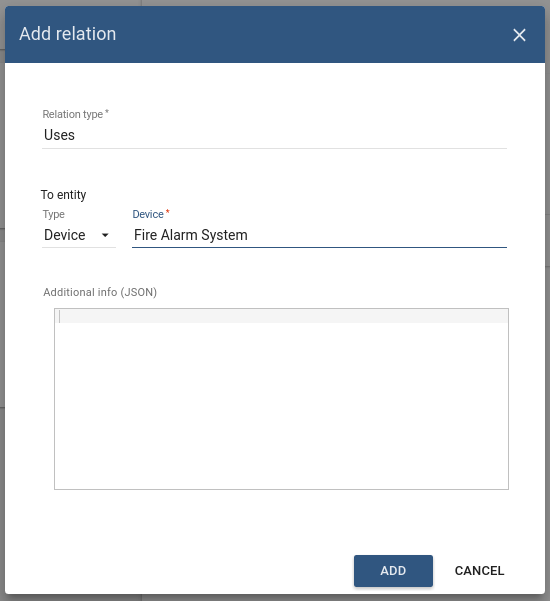 Add relation
Relation type *
Uses
To entity
Type
Device *
Device
Fire Alarm System
Additional info (JSON)
ADD
CANCEL